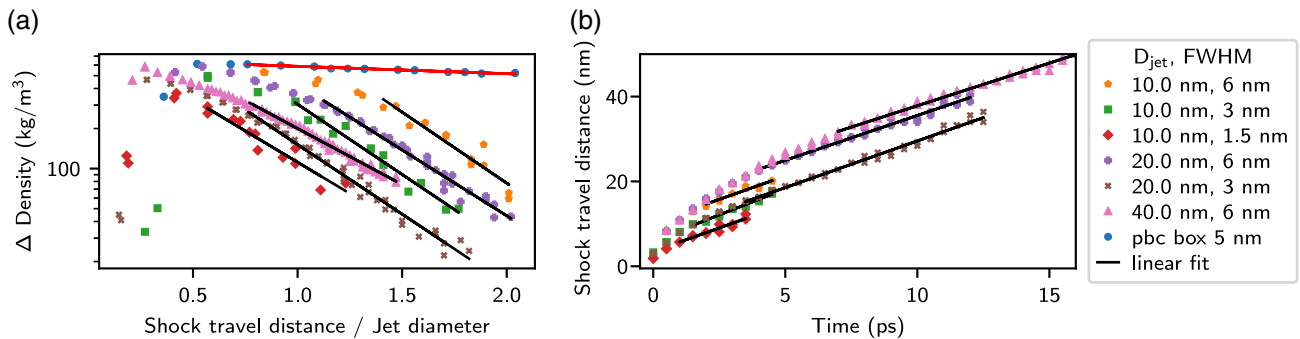 (a)
Δ Density (kg/m³)
100
0.5 1.0 1.5 2.0
Shock travel distance / Jet diameter
(b)
Shock travel distance (nm)
40
20
0
0 5 10 15
Time (ps)
D_jet, FWHM
10.0 nm, 6 nm
10.0 nm, 3 nm
10.0 nm, 1.5 nm
20.0 nm, 6 nm
20.0 nm, 3 nm
40.0 nm, 6 nm
pbc box 5 nm
linear fit